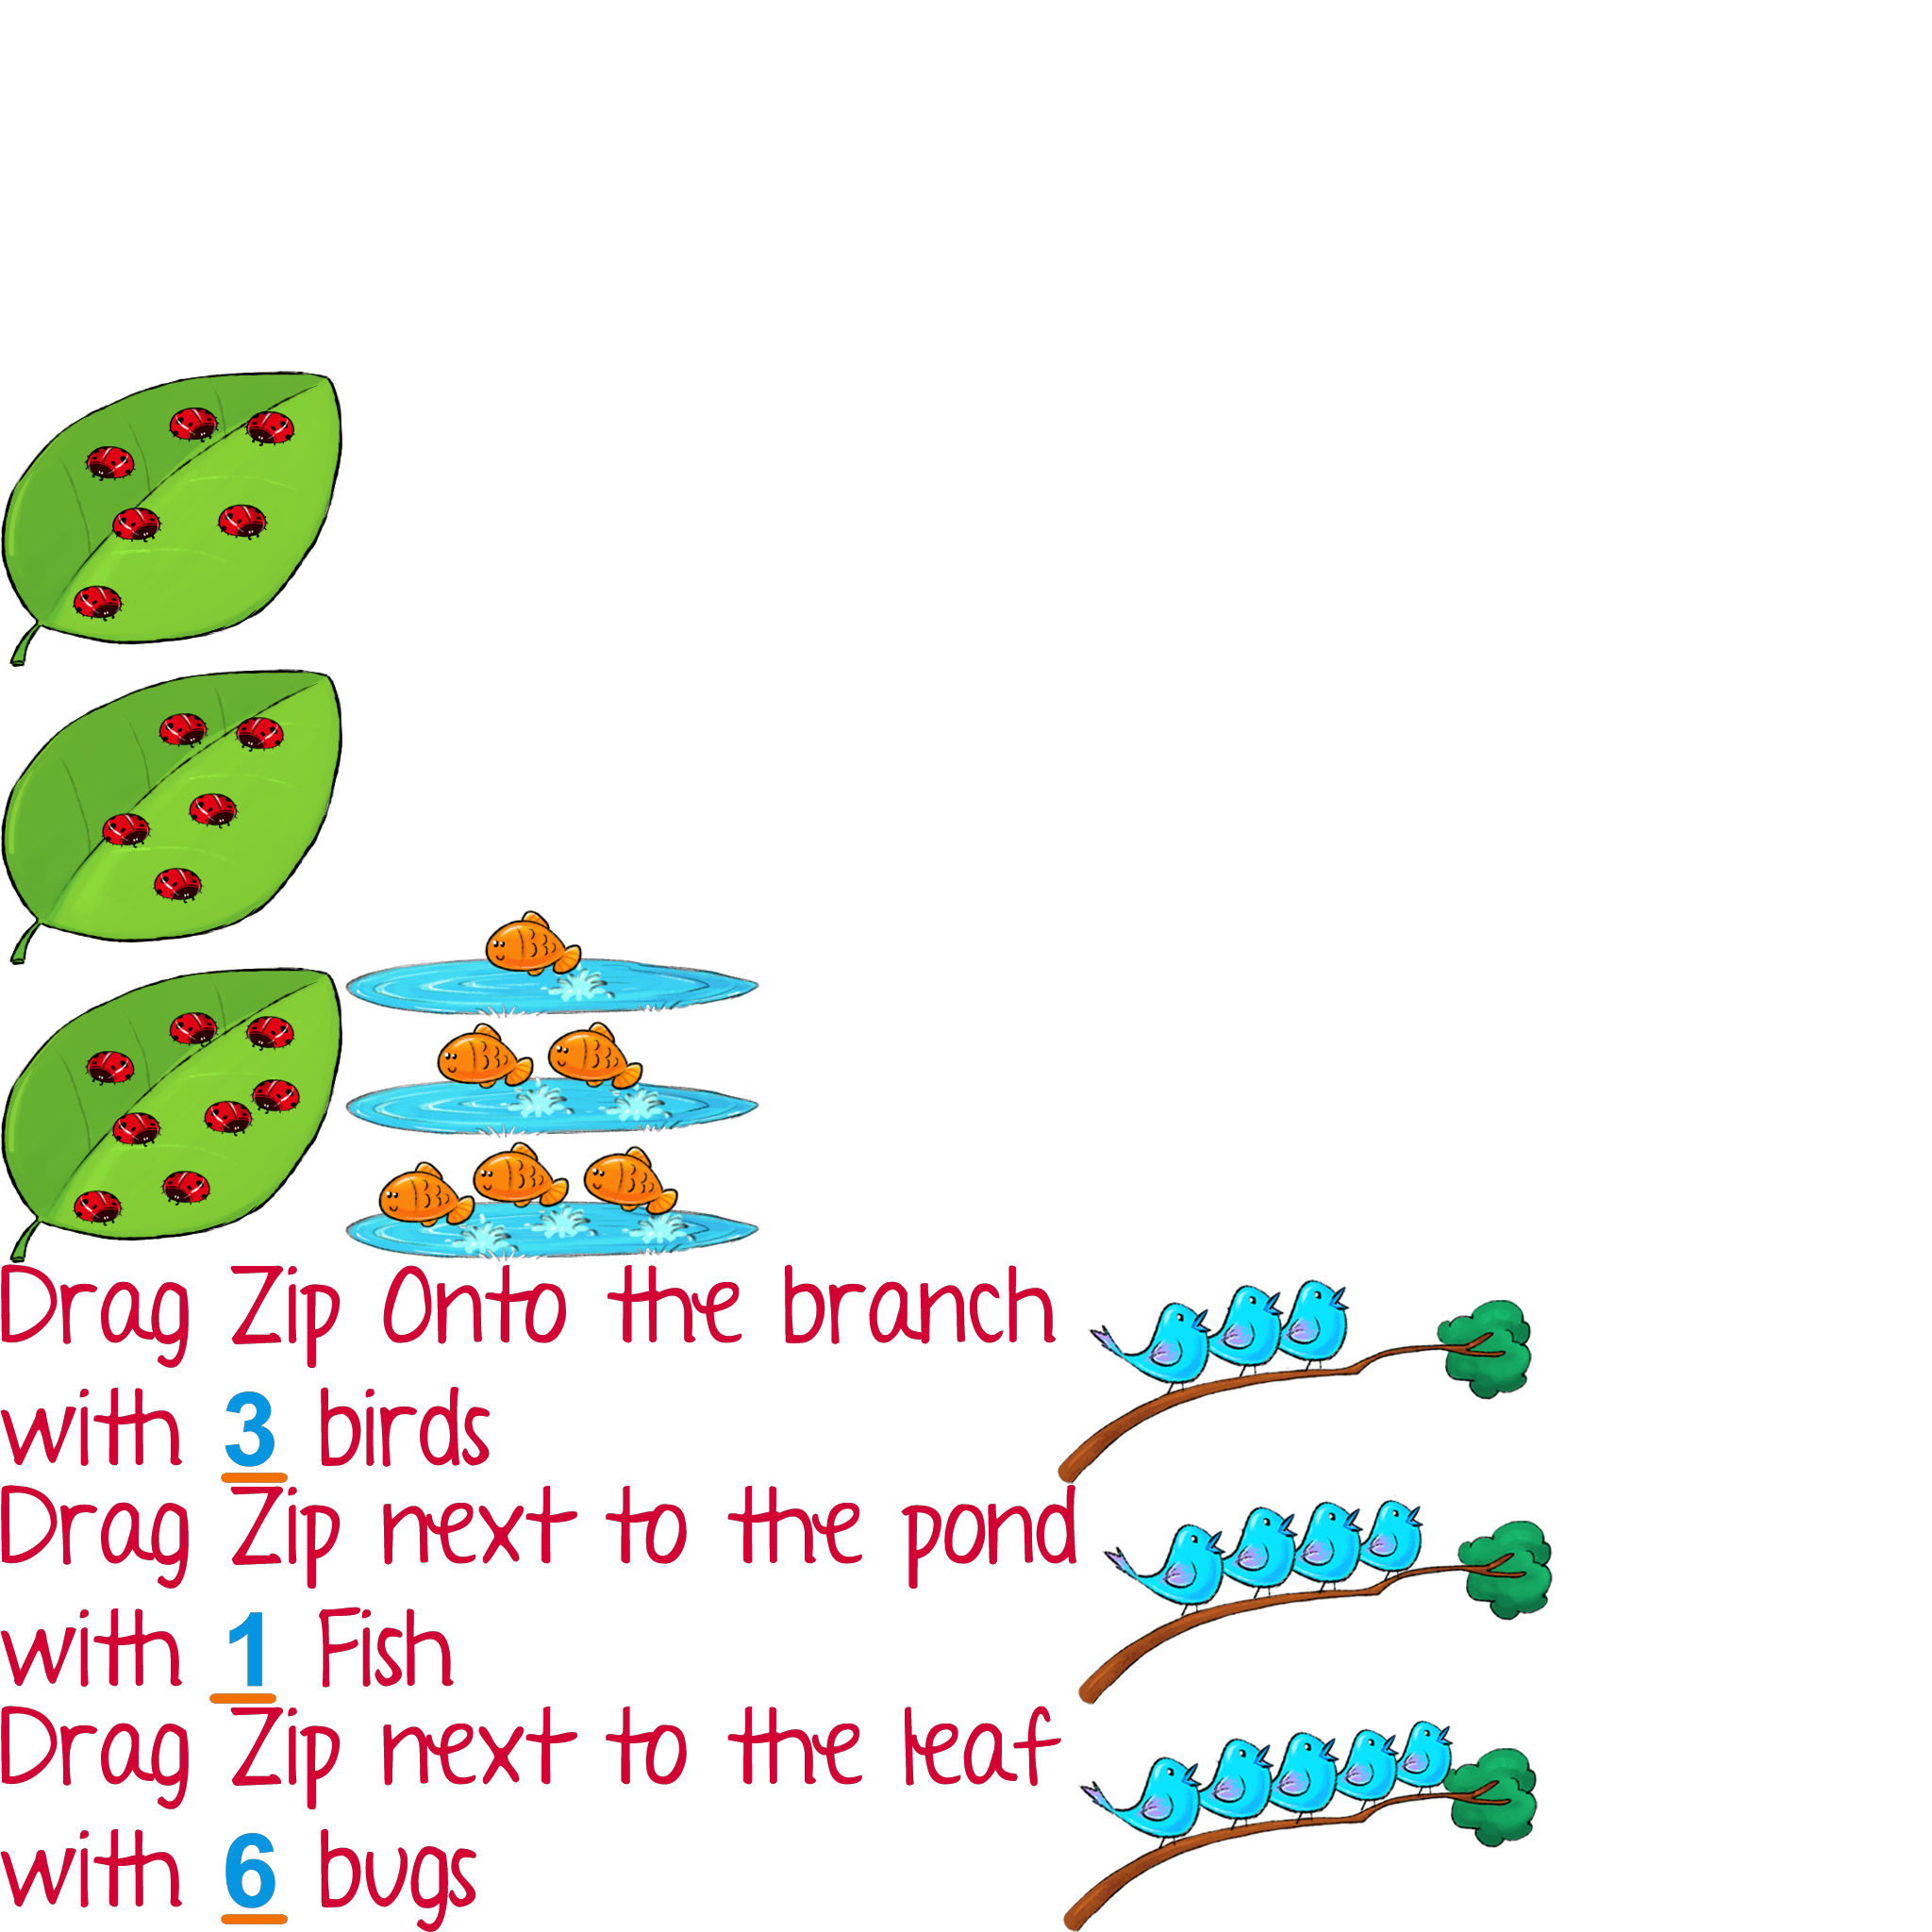 Drag Zip Onto the branch
with 3 birds
Drag Zip next to the pond
with 1 Fish
Drag Zip next to the leaf
with 6 bugs